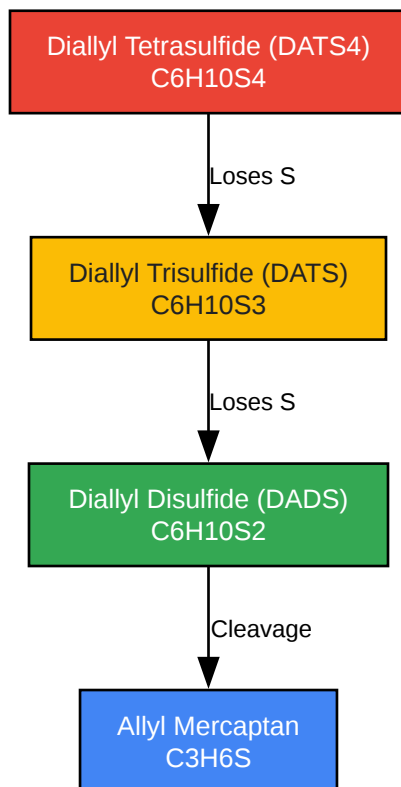 Diallyl Tetrasulfide (DATS4)
C6H10S4
Loses S
Diallyl Trisulfide (DATS)
C6H10S3
Loses S
Diallyl Disulfide (DADS)
C6H10S2
Cleavage
Allyl Mercaptan
C3H6S